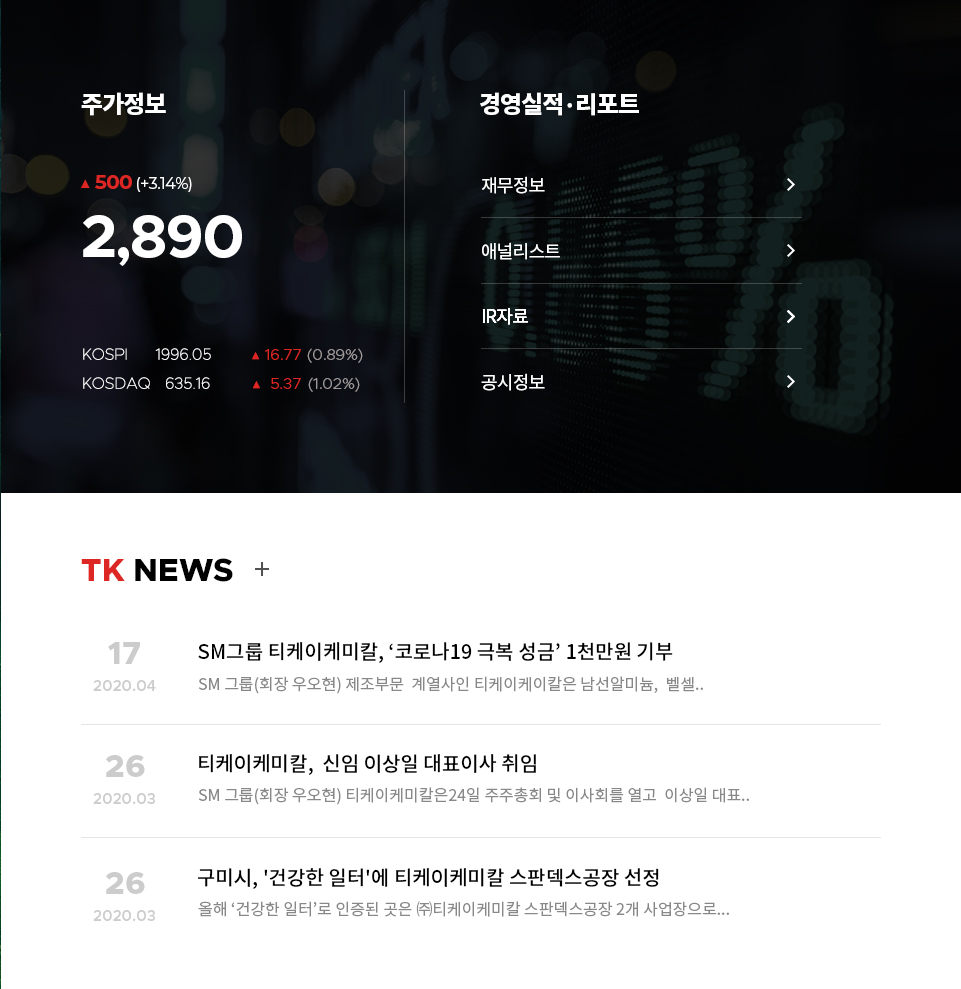 주가정보
▲ 500 (+3.14%)
2,890
KOSPI 1996.05 ▲ 16.77 (0.89%)
KOSDAQ 635.16 ▲ 5.37 (1.02%)
경영실적·리포트
재무정보
애널리스트
IR자료
공시정보
TK NEWS +
17
2020.04
SM그룹 티케이케미칼, ‘코로나19 극복 성금’ 1천만원 기부
SM 그룹(회장 우오현) 제조부문 계열사인 티케이케이칼은 남선알미늄, 벨셀..
26
2020.03
티케이케미칼, 신임 이상일 대표이사 취임
SM 그룹(회장 우오현) 티케이케미칼은24일 주주총회 및 이사회를 열고 이상일 대표..
26
2020.03
구미시, '건강한 일터'에 티케이케미칼 스판덱스공장 선정
올해 ‘건강한 일터’로 인증된 곳은 ㈜티케이케미칼 스판덱스공장 2개 사업장으로...